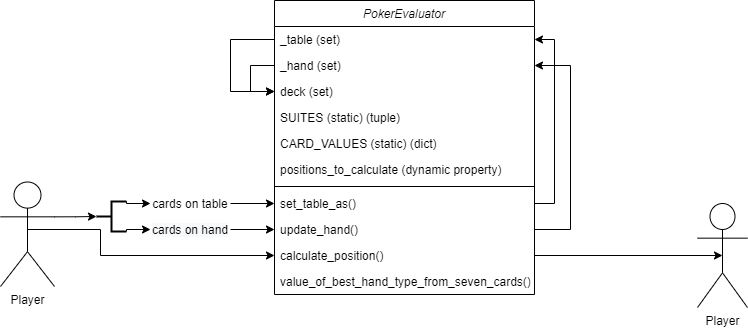 PokerEvaluator
_table (set)
_hand (set)
deck (set)
SUITES (static) (tuple)
CARD_VALUES (static) (dict)
positions_to_calculate (dynamic property)
cards on table
set_table_as()
cards on hand
update_hand()
calculate_position()
value_of_best_hand_type_from_seven_cards()
Player
Player